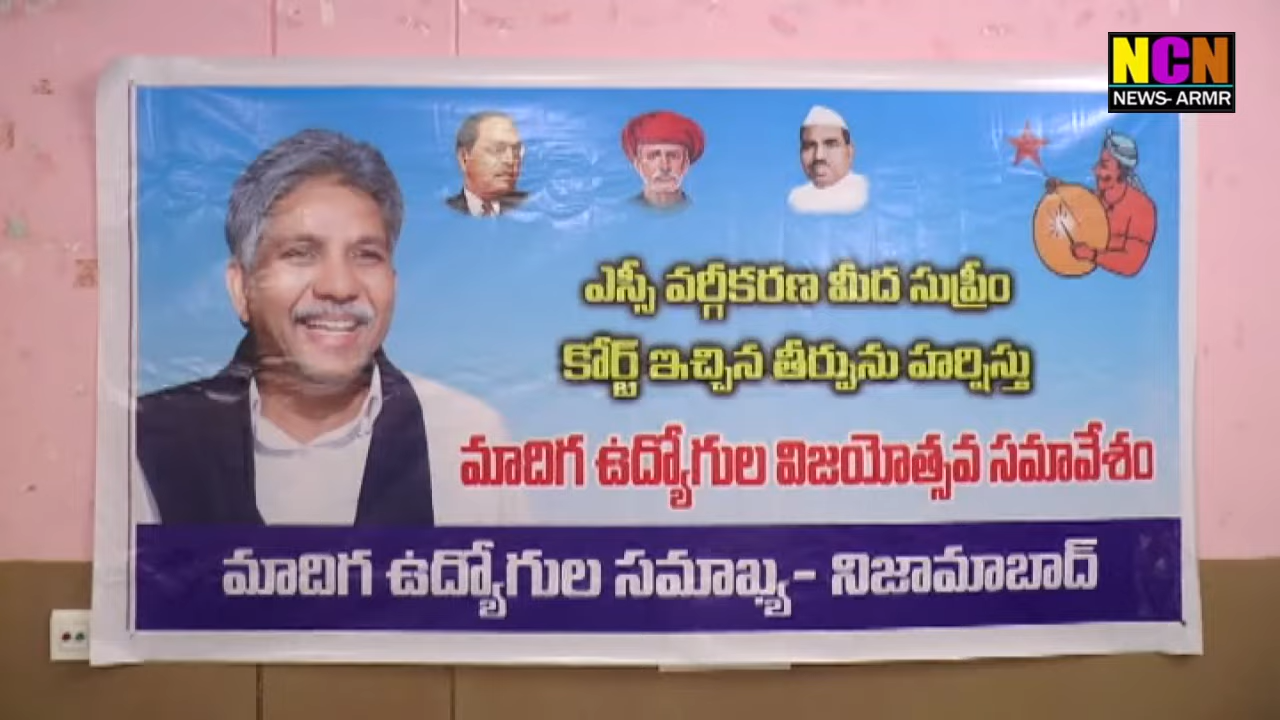 NCN
NEWS- ARMR
ఎస్సీ వర్గీకరణ మీద సుప్రీం
కోర్ట్ ఇచ్చిన తీర్పును హర్షిస్తు
మాదిగ ఉద్యోగుల విజయోత్సవ సమావేశం
మాదిగ ఉద్యోగుల సమాఖ్య- నిజామాబాద్